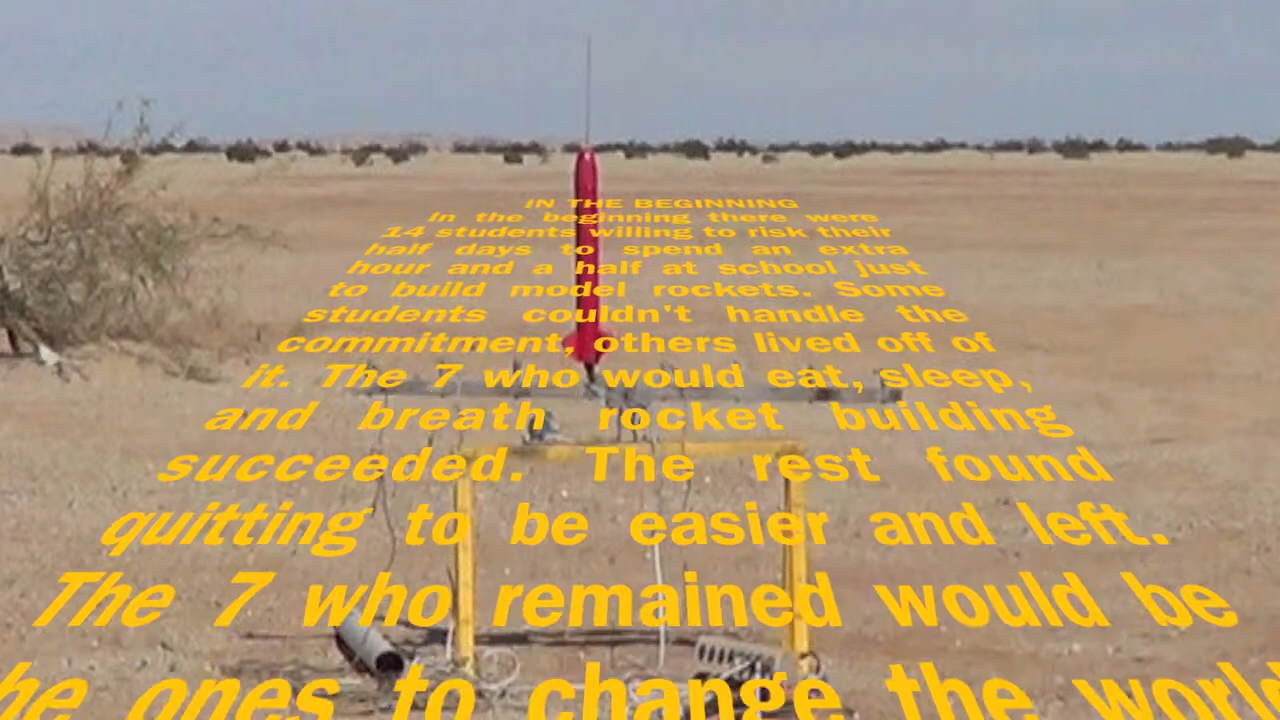 IN THE BEGINNING
In the beginning there were
14 students willing to risk their
half days to spend an extra
hour and a half at school just
to build model rockets. Some
students couldn't handle the
commitment, others lived off of
it. The 7 who would eat, sleep,
and breath rocket building
succeeded. The rest found
quitting to be easier and left.
The 7 who remained would be
he ones to change the world